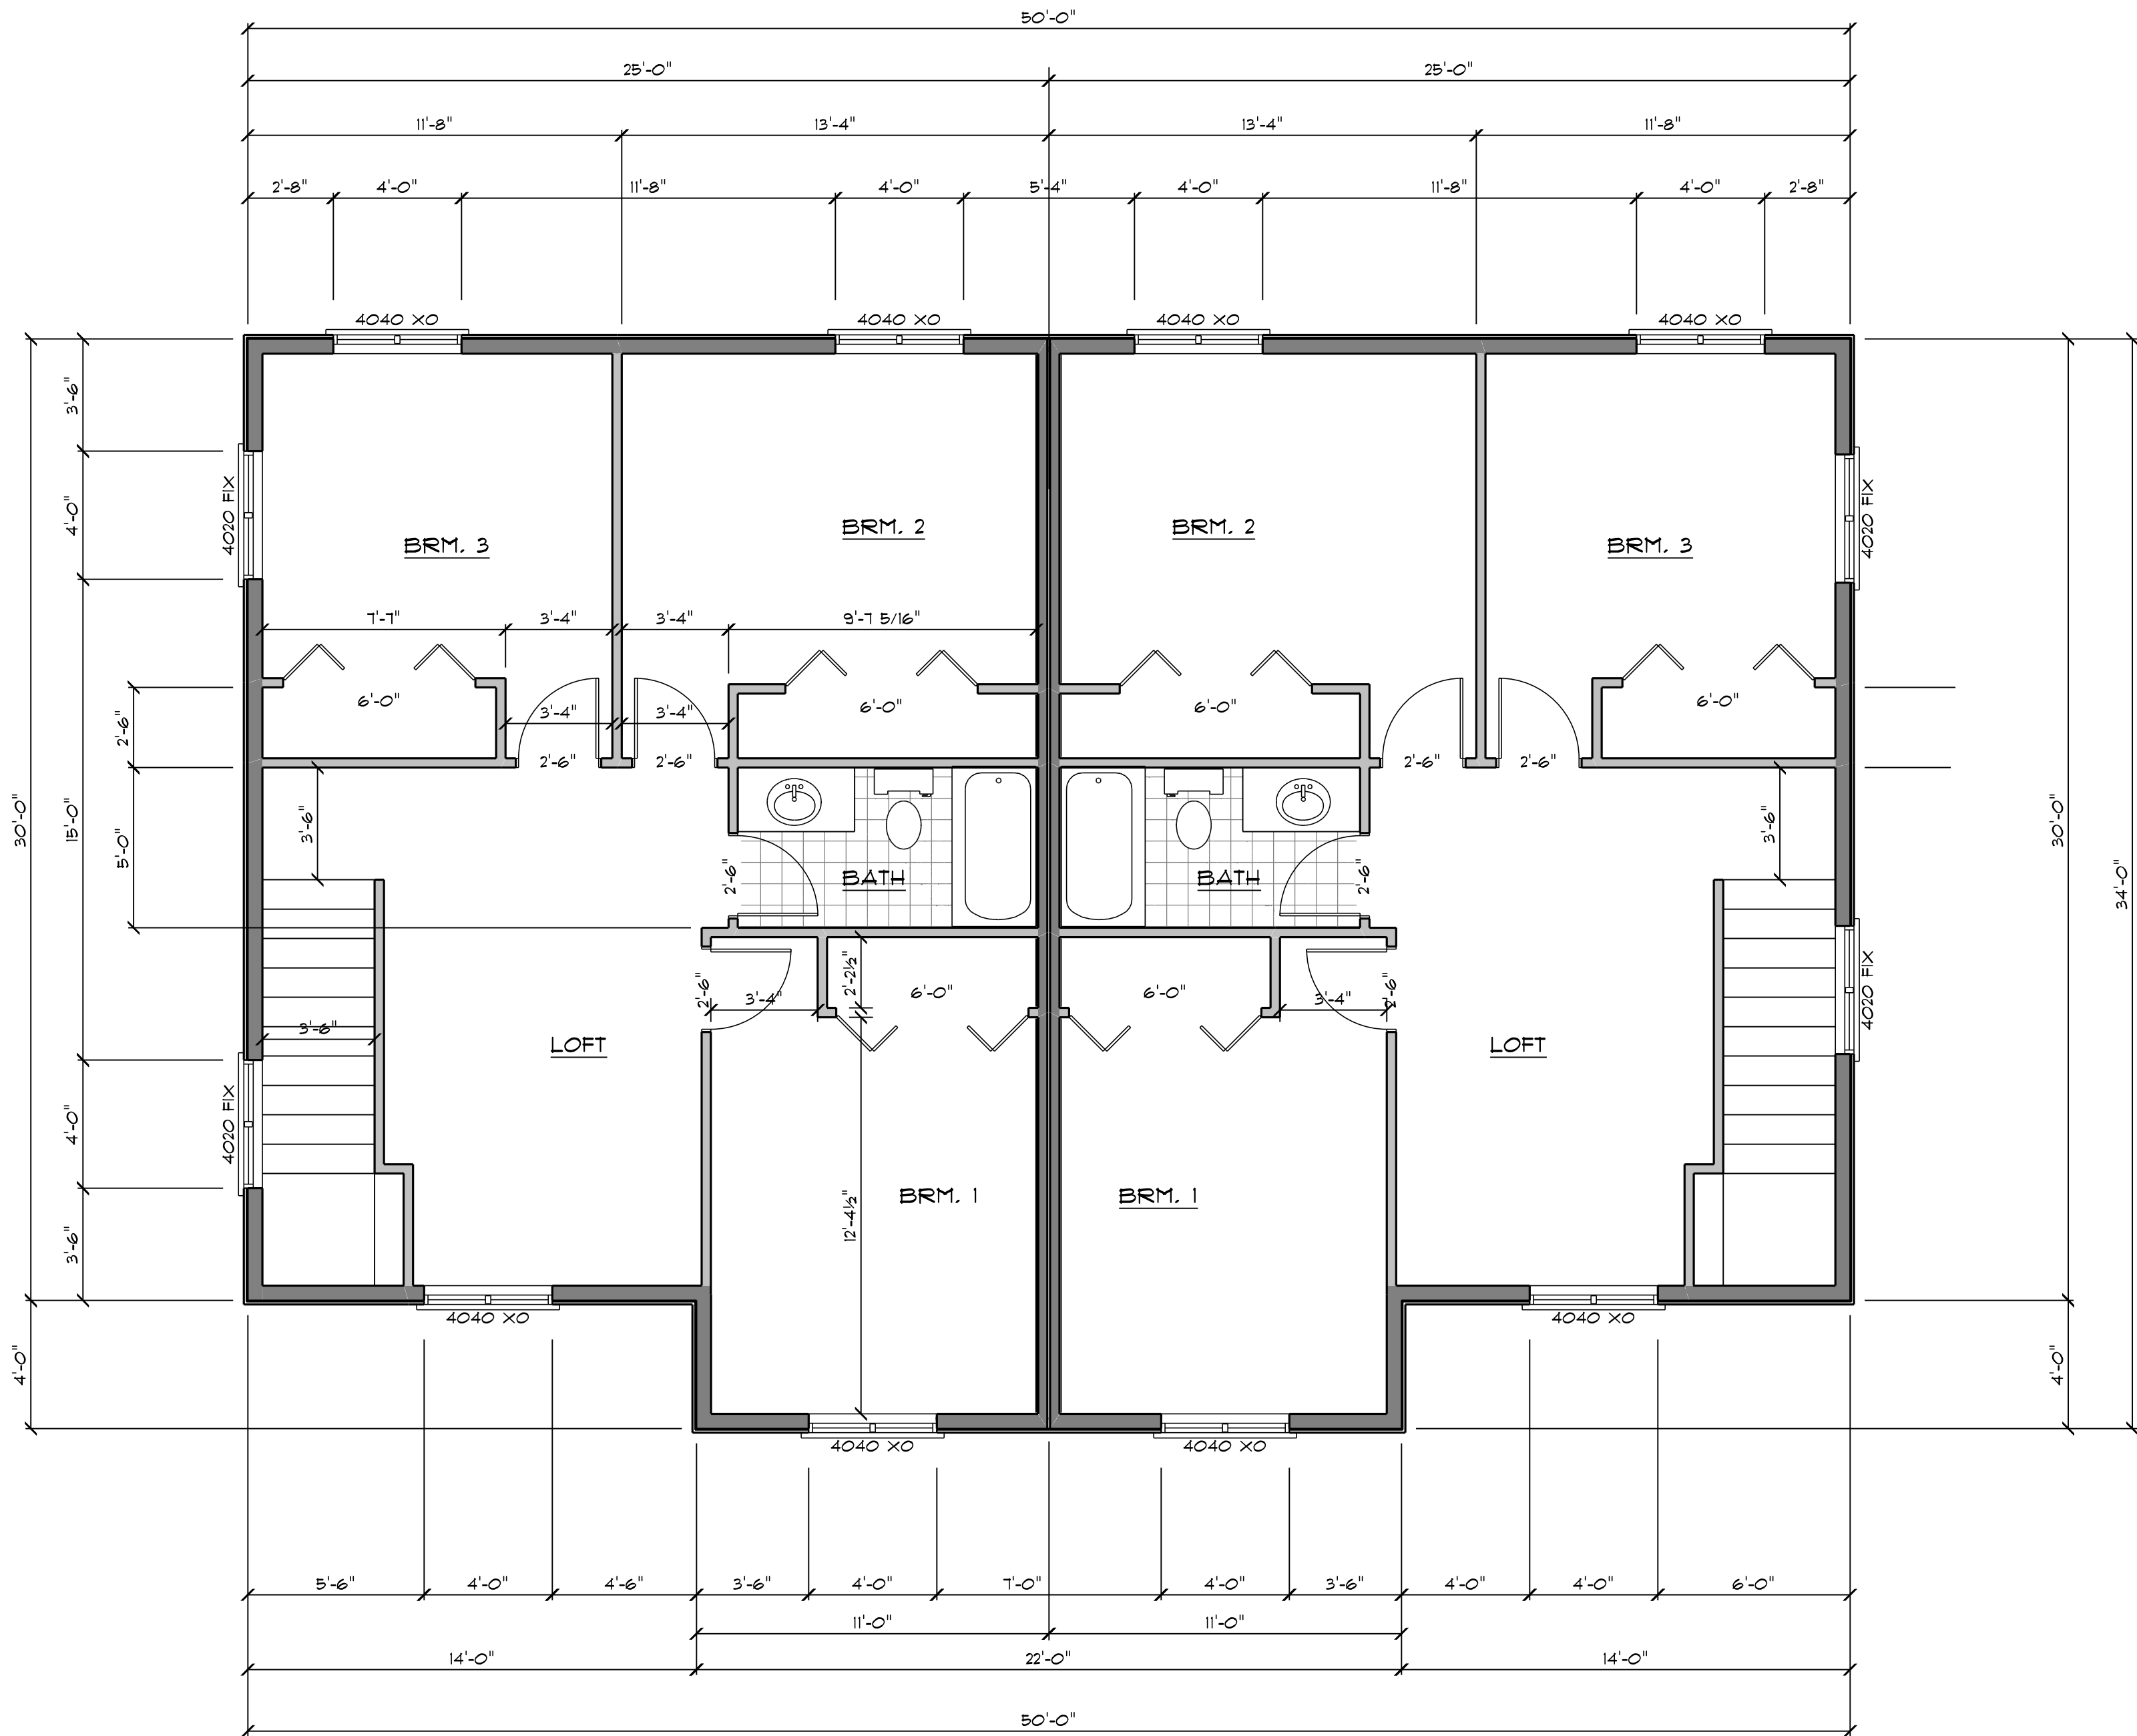 50'-0"
25'-0" 25'-0"
11'-8" 13'-4" 13'-4" 11'-8"
2'-8" 4'-0" 11'-8" 4'-0" 5'-4" 4'-0" 11'-8" 4'-0" 2'-8"
4040 XO 4040 XO 4040 XO 4040 XO
3'-6"
4'-0" 4020 FIX 4020 FIX
BRM. 3 BRM. 2 BRM. 2 BRM. 3
7'-7" 3'-4" 3'-4" 9'-7 5/16"
6'-0" 6'-0" 6'-0" 6'-0"
3'-4" 3'-4"
2'-6"
2'-6" 2'-6" 2'-6" 2'-6"
30'-0" 15'-0" 5'-0" 3'-6" 3'-6" 30'-0" 34'-0"
2'-6" BATH BATH 2'-6"
2'-6" 3'-4" 2'-2½" 6'-0" 6'-0" 3'-4" 2'-6" 4020 FIX
3'-6" LOFT LOFT
4'-0" 4020 FIX
BRM. 1 BRM. 1
3'-6" 12'-4½"
4040 XO 4040 XO
4'-0" 4'-0"
4040 XO 4040 XO
5'-6" 4'-0" 4'-6" 3'-6" 4'-0" 7'-0" 4'-0" 3'-6" 4'-0" 4'-0" 6'-0"
11'-0" 11'-0"
14'-0" 22'-0" 14'-0"
50'-0"